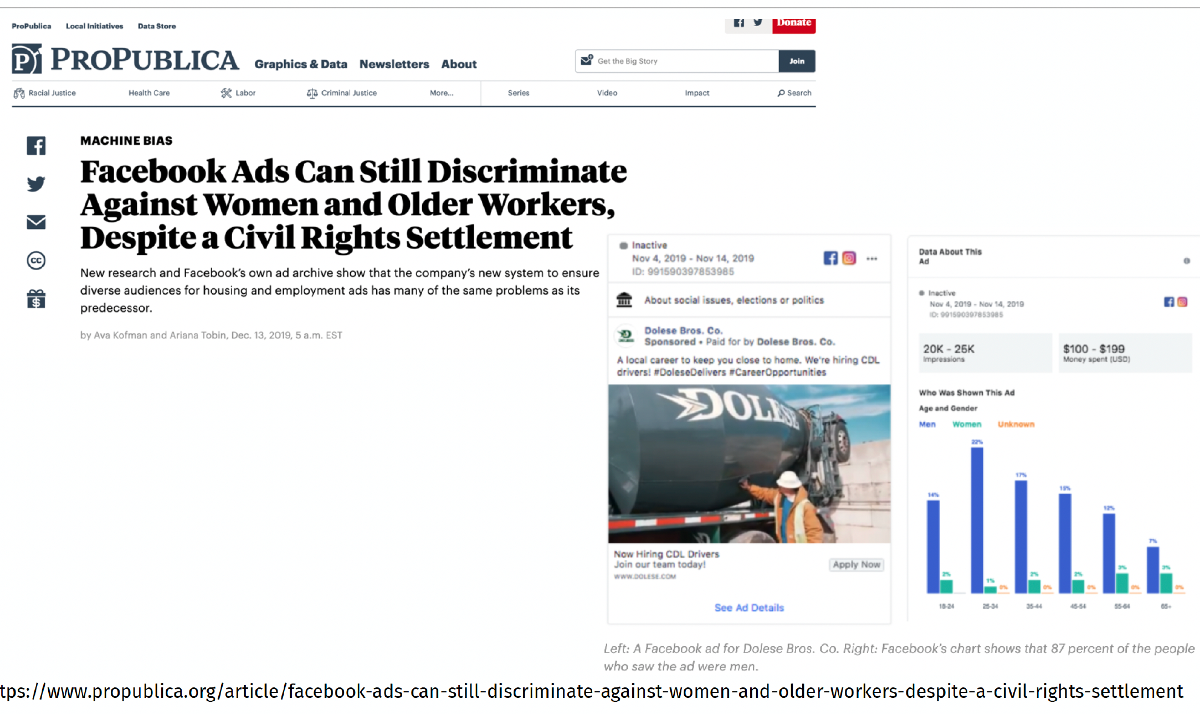 ProPublica Local Initiatives Data Store
Donate
PROPUBLICA Graphics & Data Newsletters About
Get the Big Story Join
Racial Justice Health Care Labor Criminal Justice More... Series Video Impact Search
MACHINE BIAS
Facebook Ads Can Still Discriminate
Against Women and Older Workers,
Despite a Civil Rights Settlement
New research and Facebook's own ad archive show that the company's new system to ensure
diverse audiences for housing and employment ads has many of the same problems as its
predecessor.
by Ava Kofman and Ariana Tobin, Dec. 13, 2019, 5 a.m. EST
Inactive
Nov 4, 2019 - Nov 14, 2019
ID: 991590397853985
About social issues, elections or politics
Dolese Bros. Co.
Sponsored • Paid for by Dolese Bros. Co.
A local career to keep you close to home. We're hiring CDL
drivers! #DoleseDelivers #CareerOpportunities
DOLESE
Now Hiring CDL Drivers
Join our team today!
WWW.DOLESE.COM
Apply Now
See Ad Details
Data About This
Ad
Inactive
Nov 4, 2019 - Nov 14, 2019
ID: 991590397853985
20K - 25K
Impressions
$100 - $199
Money spent (USD)
Who Was Shown This Ad
Age and Gender
Men Women Unknown
14% 2%
22% 1% 0%
17% 2% 0%
15% 2% 0%
12% 3% 0%
7% 3% 0%
18-24 25-34 35-44 45-54 55-64 65+
Left: A Facebook ad for Dolese Bros. Co. Right: Facebook's chart shows that 87 percent of the people
who saw the ad were men.
tps://www.propublica.org/article/facebook-ads-can-still-discriminate-against-women-and-older-workers-despite-a-civil-rights-settlement